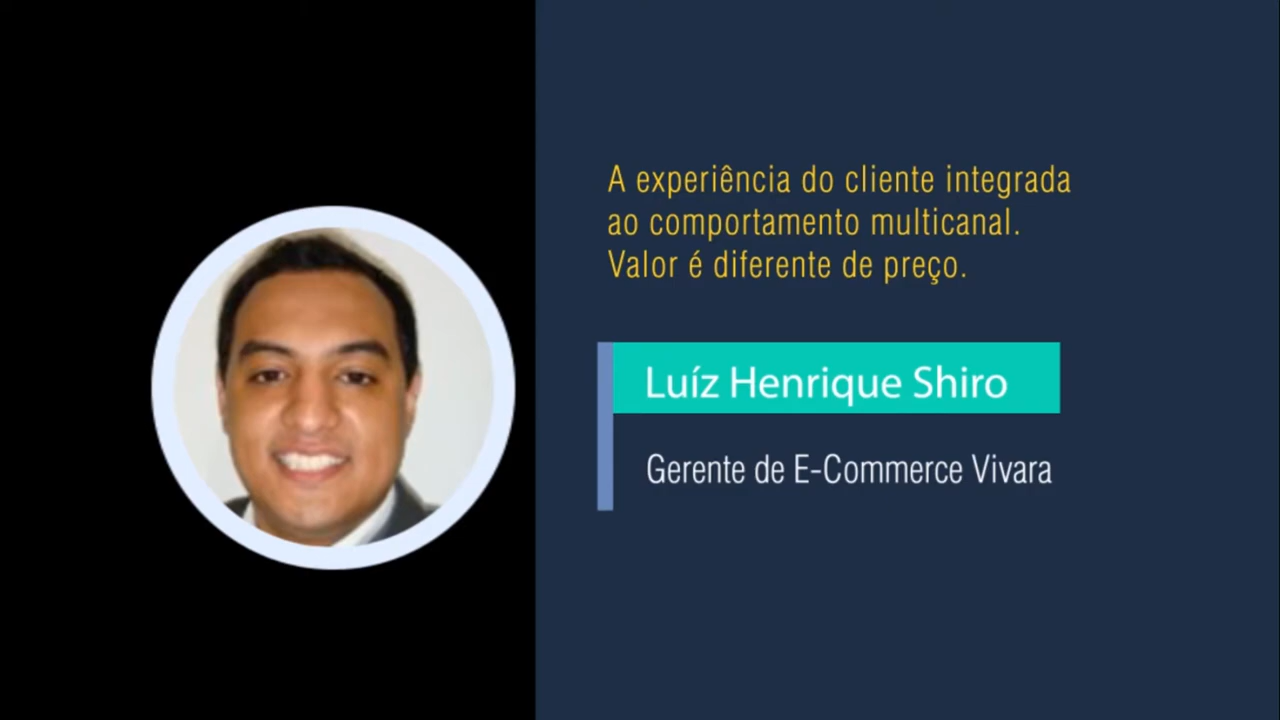 A experiência do cliente integrada
ao comportamento multicanal.
Valor é diferente de preço.
Luíz Henrique Shiro
Gerente de E-Commerce Vivara